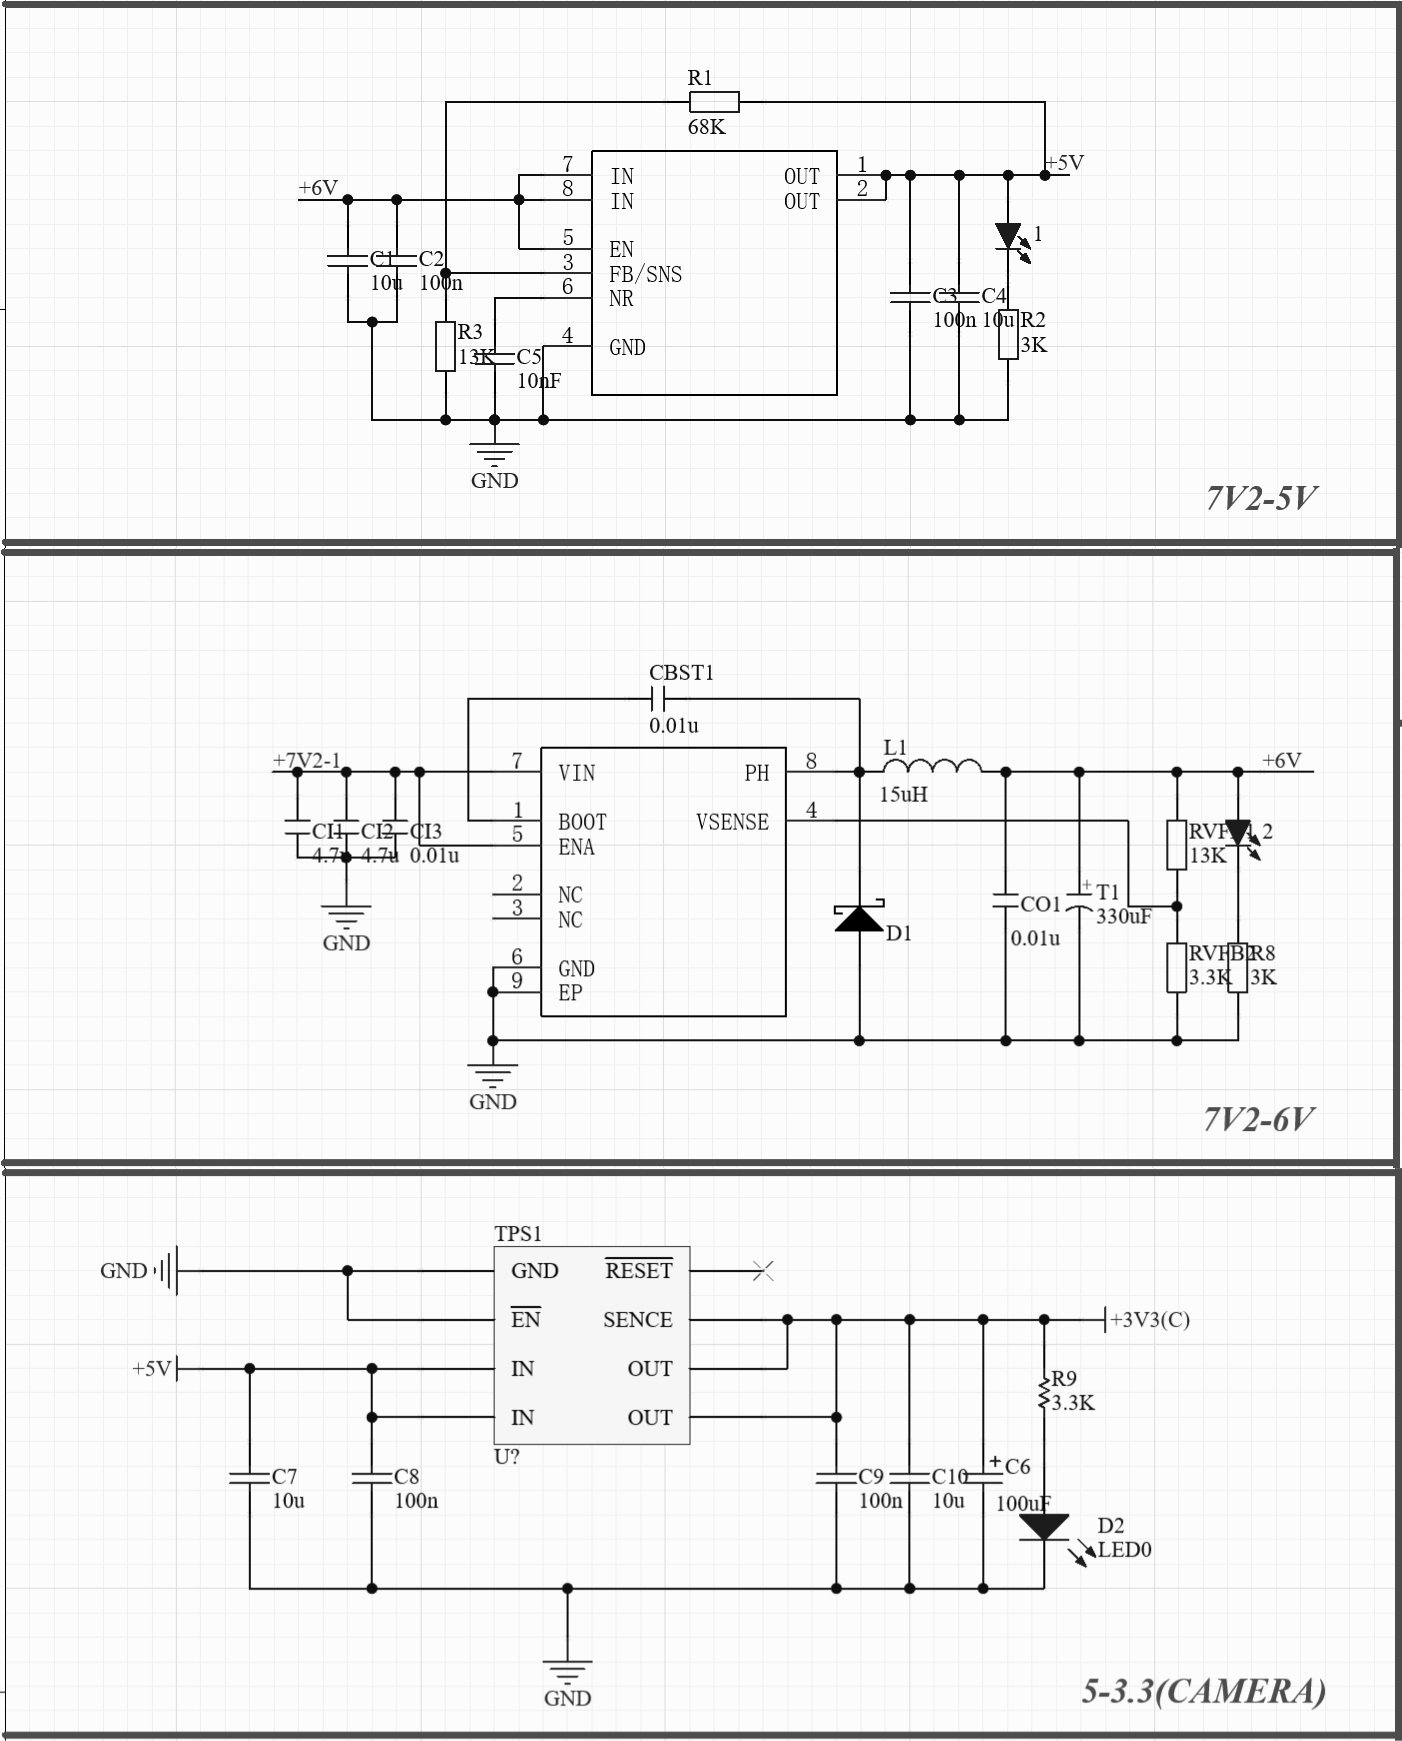 R1
68K
+6V
7
8
5
3
6
4
IN
IN
EN
FB/SNS
NR
GND
OUT
OUT
1
2
+5V
C1
10u
C2
100n
R3
13K
C5
10nF
C3
100n
C4
10u
1
R2
3K
GND
7V2-5V
CBST1
0.01u
+7V2-1
7
1
5
2
3
6
9
VIN
BOOT
ENA
NC
NC
GND
EP
PH
VSENSE
8
4
L1
15uH
+6V
CI1
4.7u
CI2
4.7u
CI3
0.01u
GND
D1
CO1
0.01u
+
T1
330uF
13K
2
RVFB2
3.3K
R8
3K
GND
7V2-6V
TPS1
GND
GND
RESET
EN
SENCE
+3V3(C)
+5V
IN
OUT
IN
OUT
U?
R9
3.3K
C7
10u
C8
100n
C9
100n
C10
10u
+
C6
100uF
D2
LED0
GND
5-3.3(CAMERA)